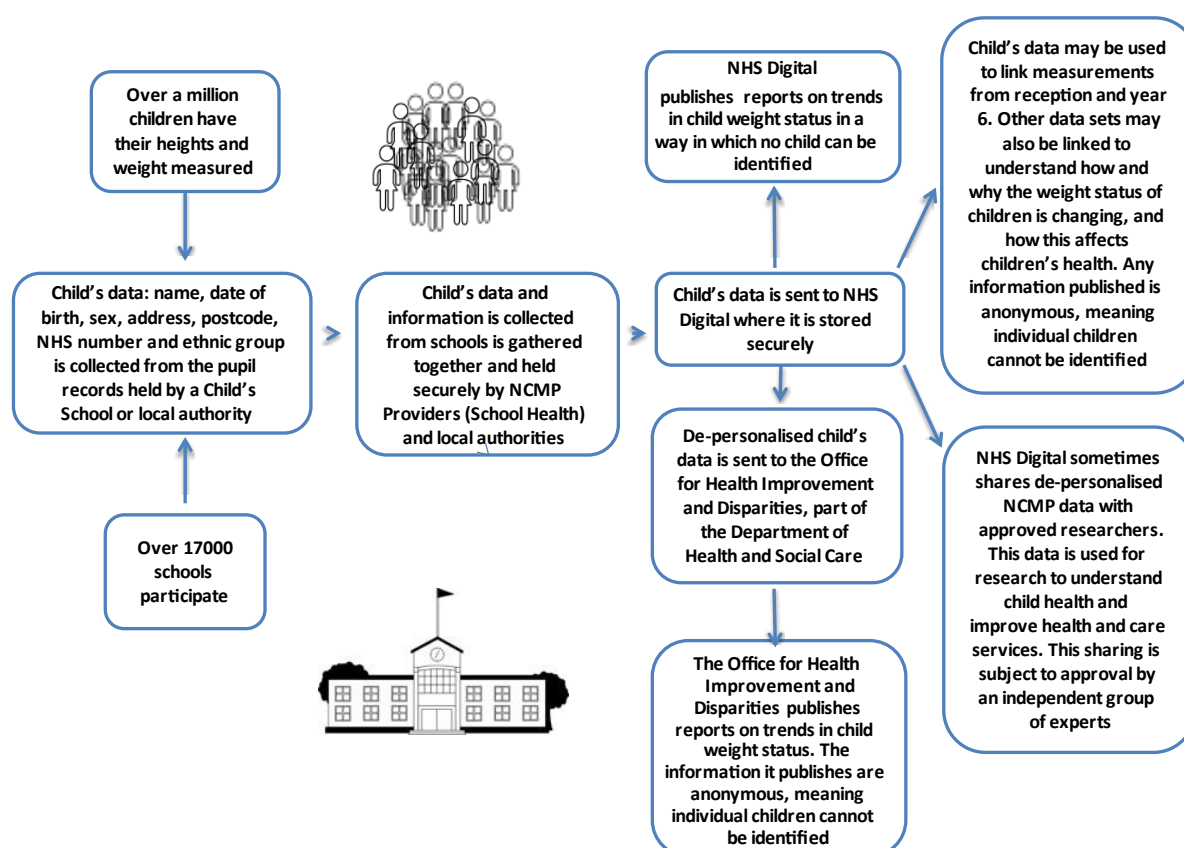 Over a million
children have
their heights and
weight measured
Child's data: name, date of
birth, sex, address, postcode,
NHS number and ethnic group
is collected from the pupil
records held by a Child's
School or local authority
Over 17000
schools
participate
Child's data and
information is collected
from schools is gathered
together and held
securely by NCMP
Providers (School Health)
and local authorities
NHS Digital
publishes reports on trends
in child weight status in a
way in which no child can be
identified
Child's data is sent to NHS
Digital where it is stored
securely
De-personalised child's
data is sent to the Office
for Health Improvement
and Disparities, part of
the Department of
Health and Social Care
The Office for Health
Improvement and
Disparities publishes
reports on trends in child
weight status. The
information it publishes are
anonymous, meaning
individual children cannot
be identified
Child's data may be used
to link measurements
from reception and year
6. Other data sets may
also be linked to
understand how and
why the weight status of
children is changing, and
how this affects
children's health. Any
information published is
anonymous, meaning
individual children
cannot be identified
NHS Digital sometimes
shares de-personalised
NCMP data with
approved researchers.
This data is used for
research to understand
child health and
improve health and care
services. This sharing is
subject to approval by
an independent group
of experts